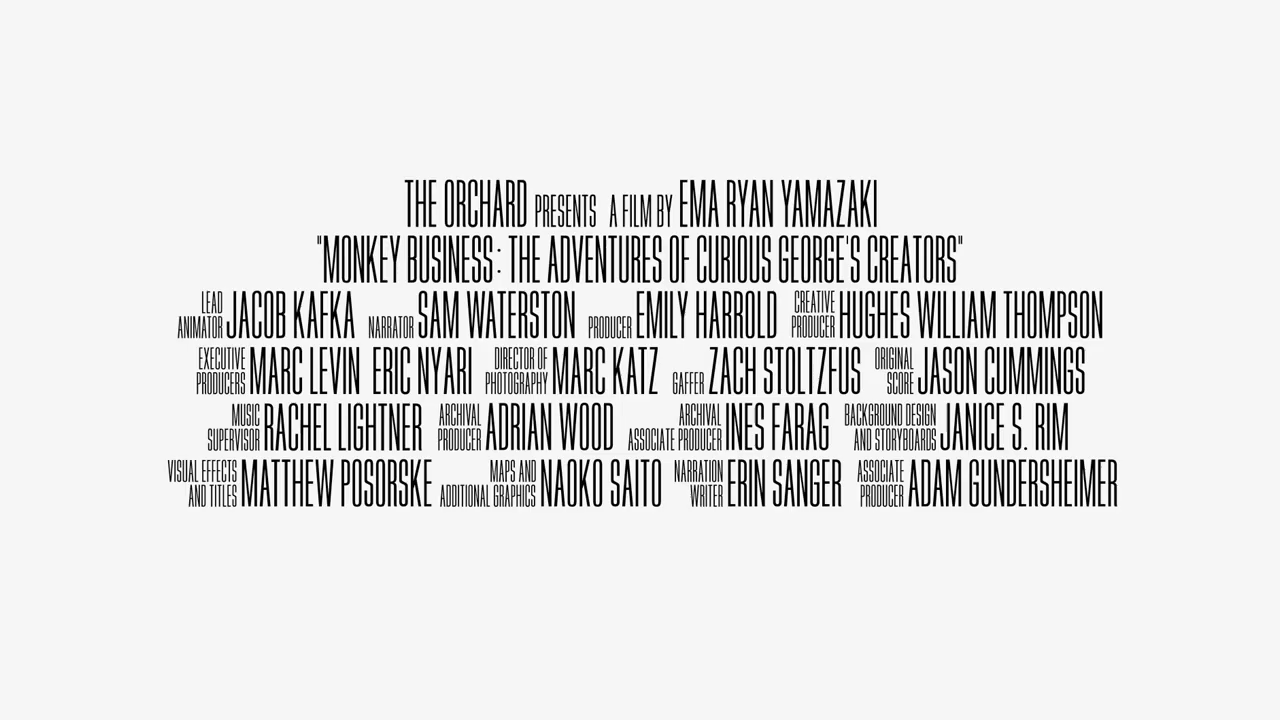 THE ORCHARD PRESENTS A FILM BY EMA RYAN YAMAZAKI
"MONKEY BUSINESS: THE ADVENTURES OF CURIOUS GEORGE'S CREATORS"
LEAD ANIMATOR JACOB KAFKA NARRATOR SAM WATERSTON PRODUCER EMILY HARROLD CREATIVE PRODUCER HUGHES WILLIAM THOMPSON
EXECUTIVE PRODUCERS MARC LEVIN ERIC NYARI DIRECTOR OF PHOTOGRAPHY MARC KATZ GAFFER ZACH STOLTZFUS ORIGINAL SCORE JASON CUMMINGS
MUSIC SUPERVISOR RACHEL LIGHTNER ARCHIVAL PRODUCER ADRIAN WOOD ARCHIVAL ASSOCIATE PRODUCER INES FARAG BACKGROUND DESIGN AND STORYBOARDS JANICE S. RIM
VISUAL EFFECTS AND TITLES MATTHEW POSORSKE MAPS AND ADDITIONAL GRAPHICS NAOKO SAITO NARRATION WRITER ERIN SANGER ASSOCIATE PRODUCER ADAM GUNDERSHEIMER